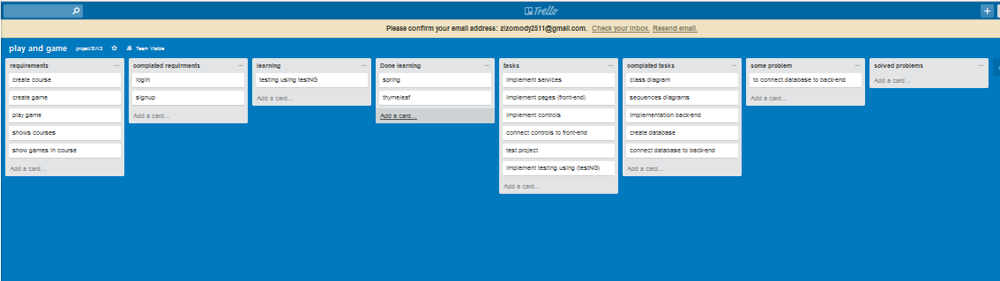 Trello
Please confirm your email address: zizomody2511@gmail.com. Check your inbox. Resend email.
play and game projectSW2 Team Visible
requirements
create course
create game
play game
shows courses
show games in course
Add a card...
complated requirments
login
signup
Add a card...
learning
testing using testNG
Add a card...
Done learning
spring
thymeleaf
Add a card...
tasks
implement services
implement pages (front-end)
implement controls
connect controls to front-end
test project
implement testing using (testNG)
Add a card...
complated tasks
class diagram
sequences diagrams
implementation back-end
create database
connect database to back-end
Add a card...
some problem
to connect database to back-end
Add a card...
solved problems
Add a card...